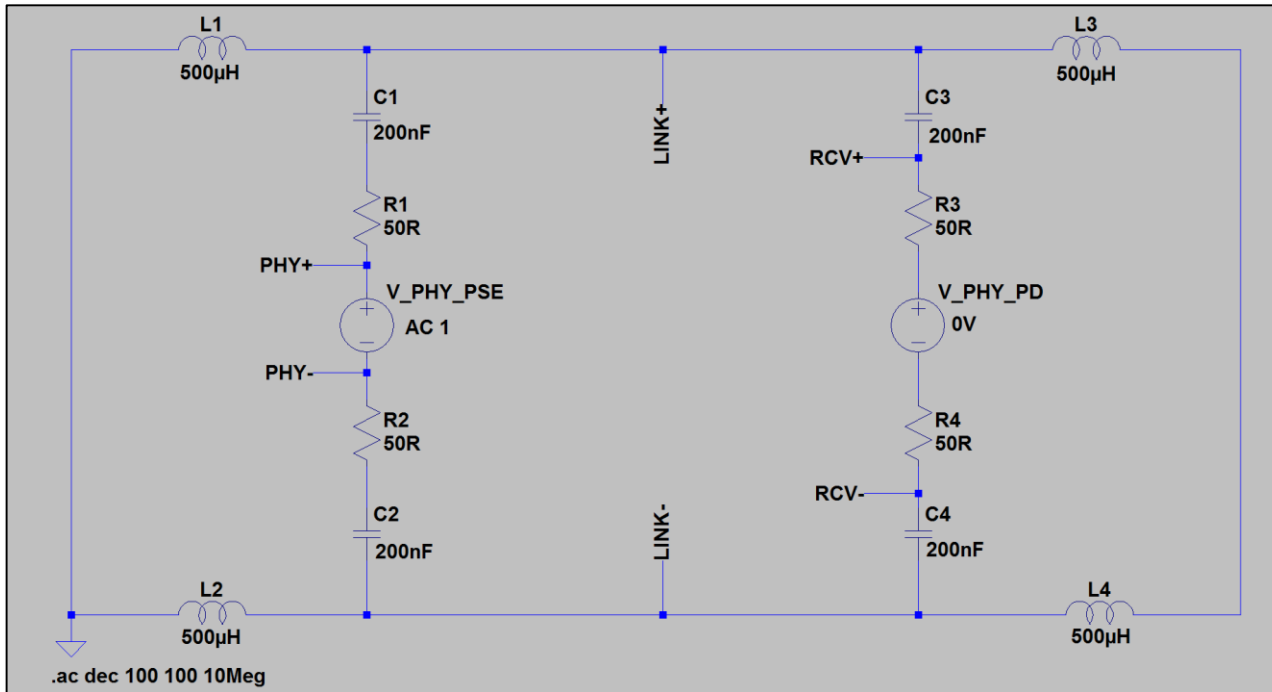 L1
500µH
L3
500µH
C1
200nF
C3
200nF
LINK+
RCV+
R1
50R
R3
50R
PHY+
V_PHY_PSE
AC 1
V_PHY_PD
0V
PHY-
R2
50R
R4
50R
RCV-
C2
200nF
C4
200nF
LINK-
L2
500µH
L4
500µH
.ac dec 100 100 10Meg